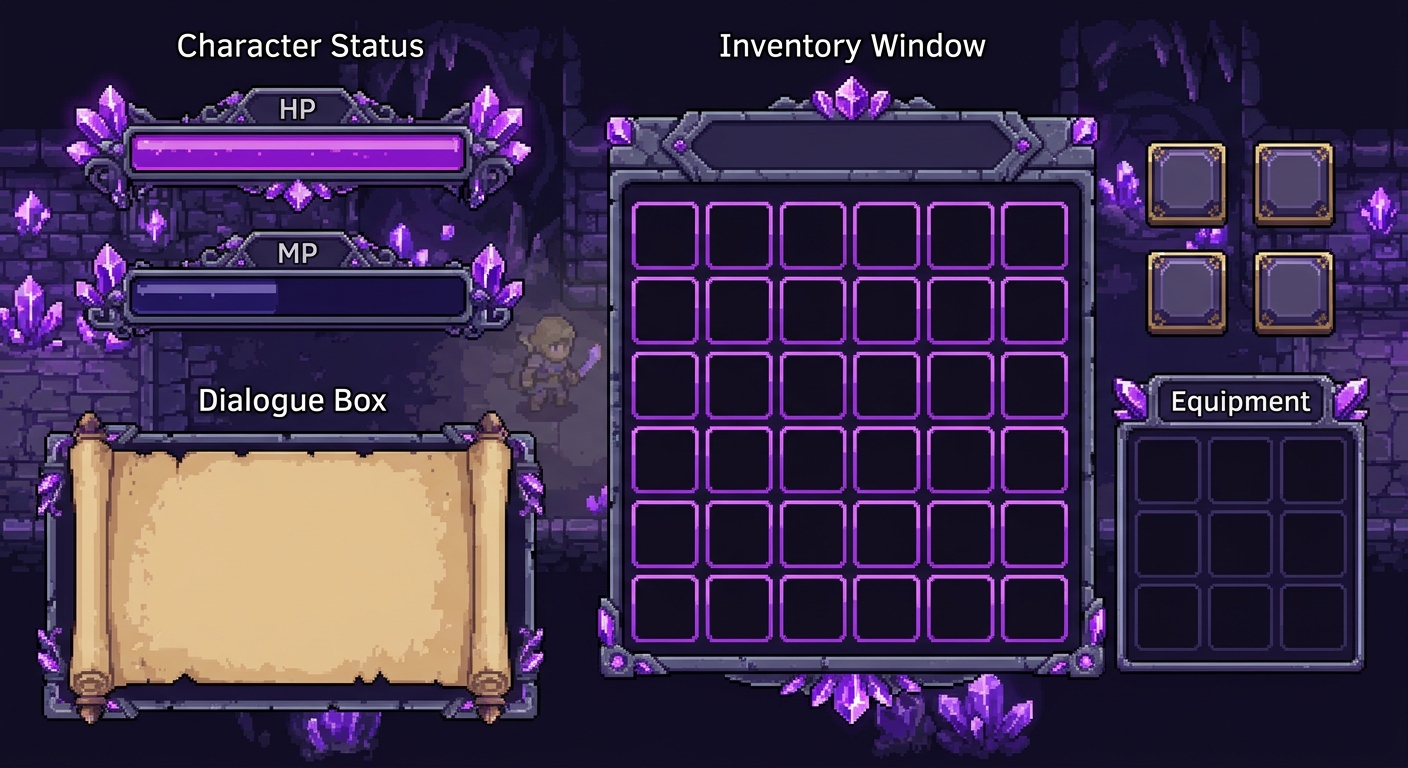 Character Status
HP
MP
Dialogue Box
Inventory Window
Equipment